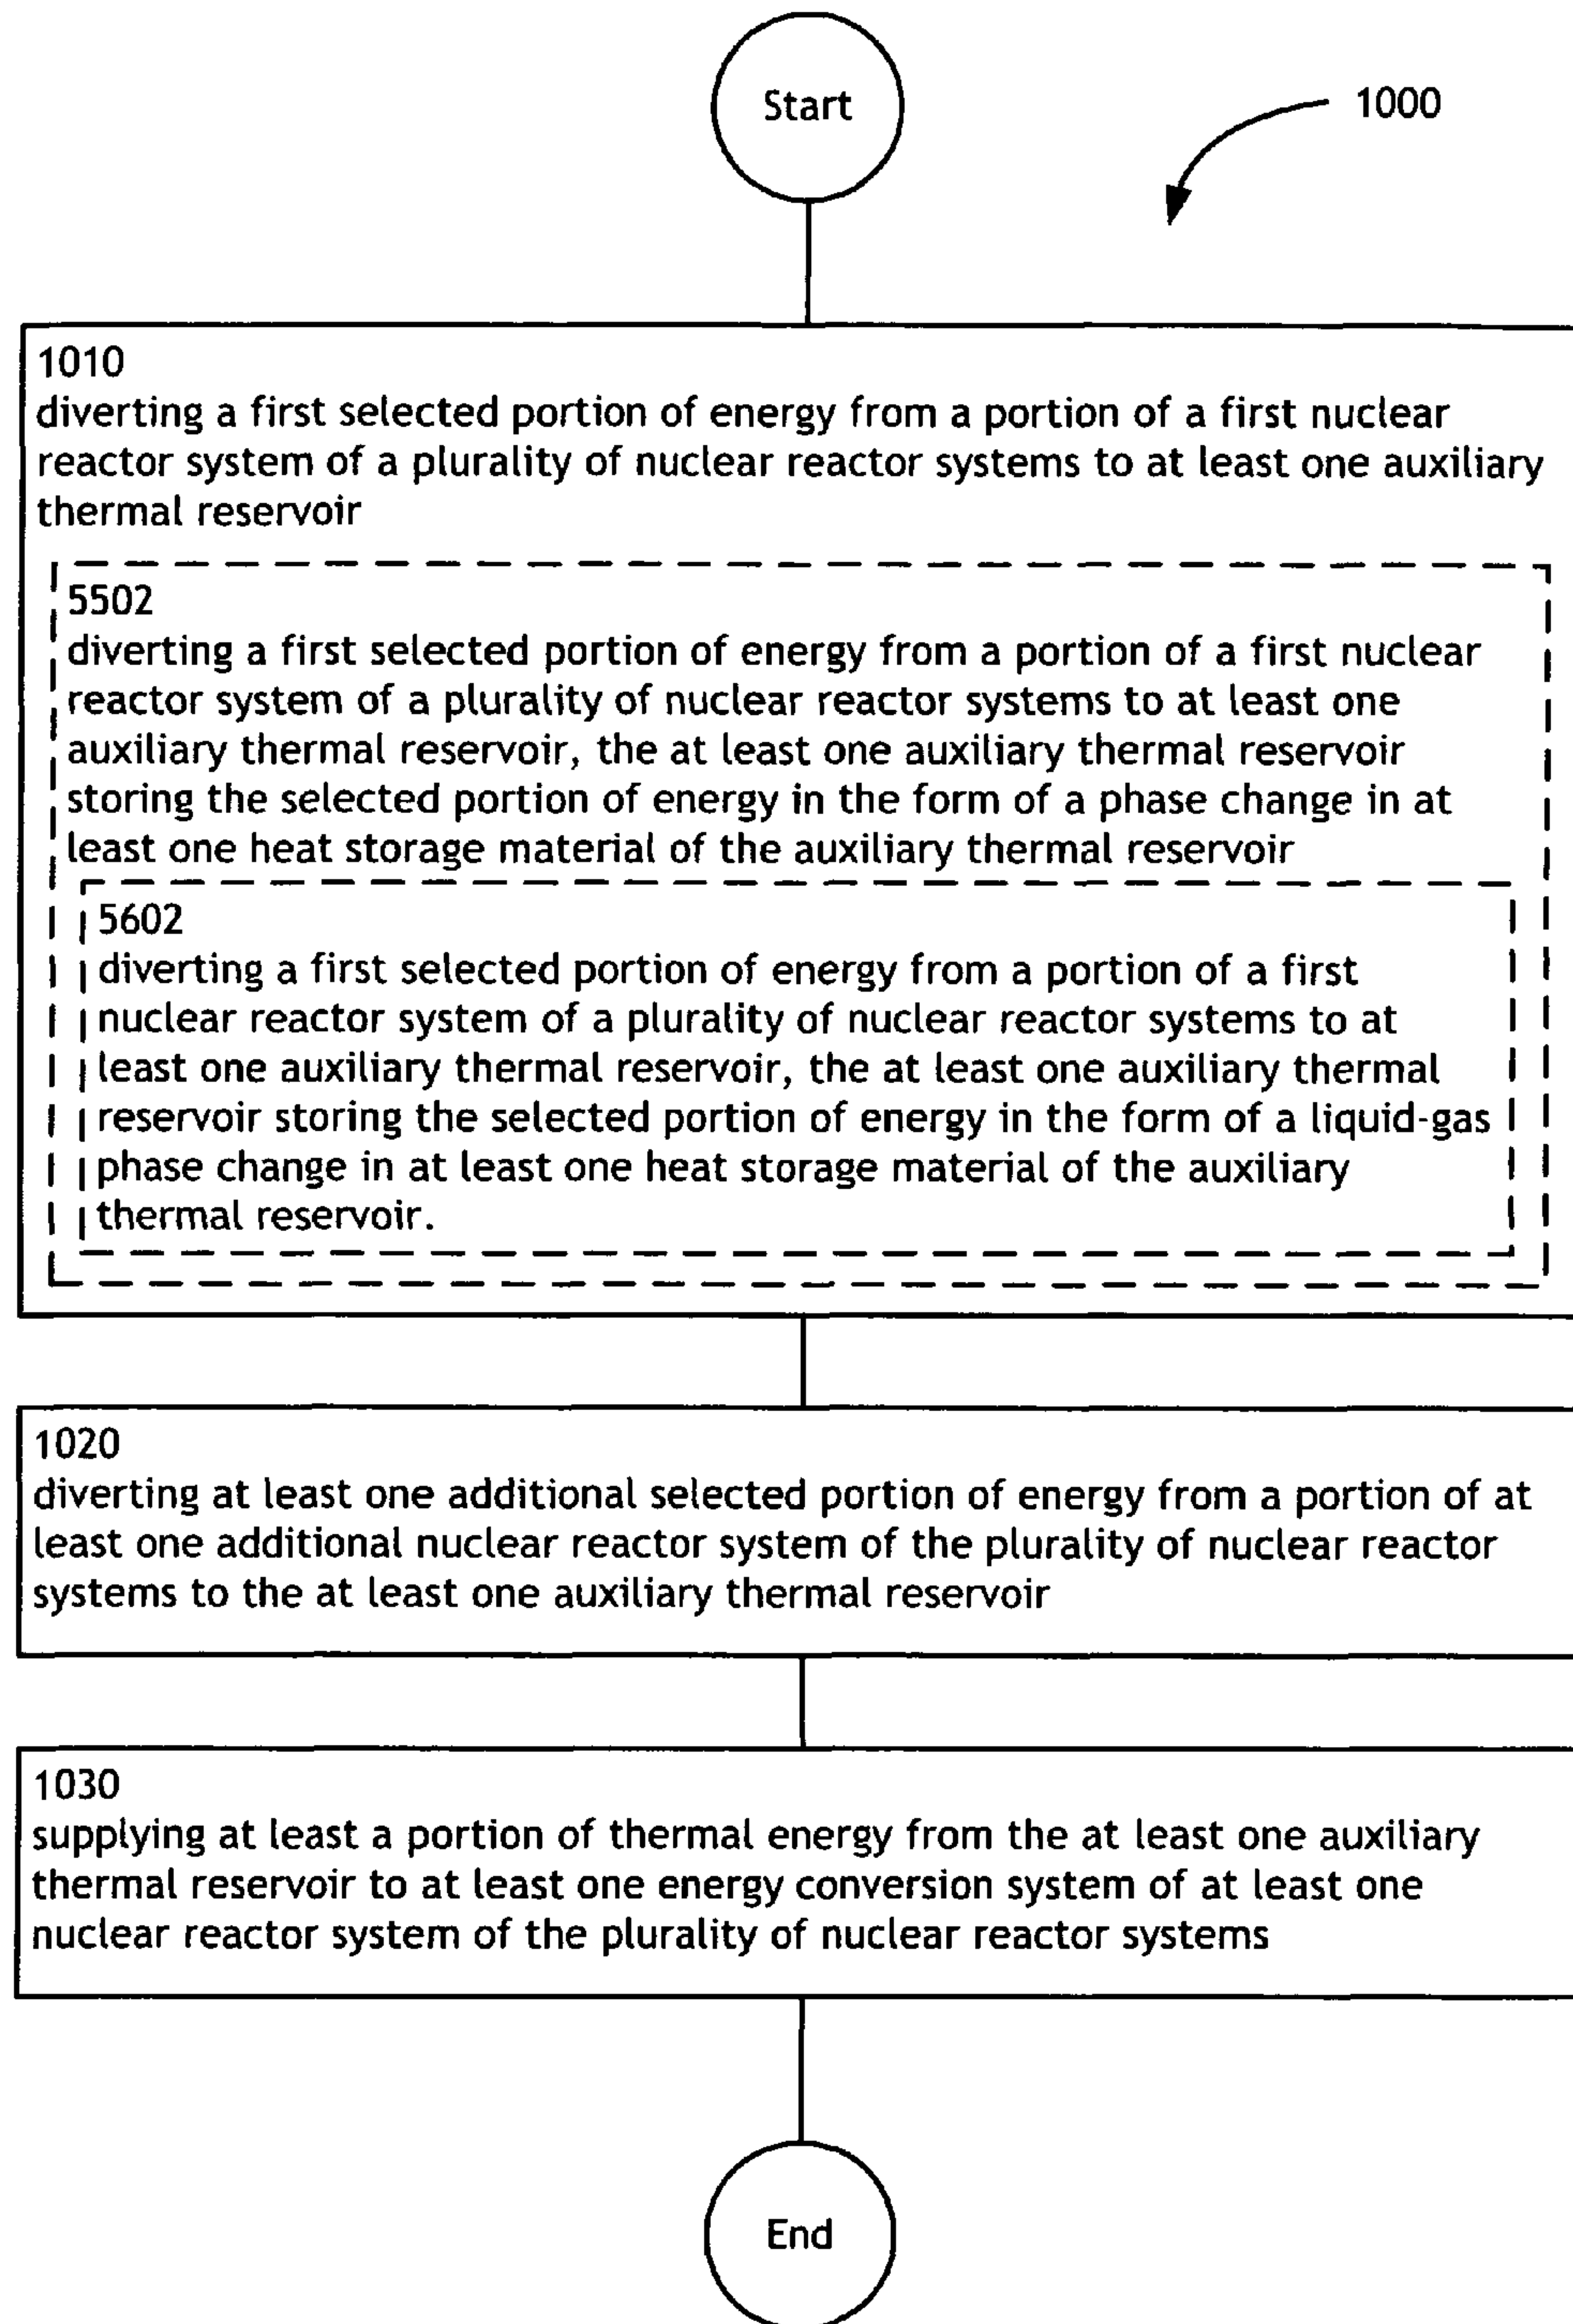 Start
1000
1010
diverting a first selected portion of energy from a portion of a first nuclear
reactor system of a plurality of nuclear reactor systems to at least one auxiliary
thermal reservoir
5502
diverting a first selected portion of energy from a portion of a first nuclear
reactor system of a plurality of nuclear reactor systems to at least one
auxiliary thermal reservoir, the at least one auxiliary thermal reservoir
storing the selected portion of energy in the form of a phase change in at
least one heat storage material of the auxiliary thermal reservoir
5602
diverting a first selected portion of energy from a portion of a first
nuclear reactor system of a plurality of nuclear reactor systems to at
least one auxiliary thermal reservoir, the at least one auxiliary thermal
reservoir storing the selected portion of energy in the form of a liquid-gas
phase change in at least one heat storage material of the auxiliary
thermal reservoir.
1020
diverting at least one additional selected portion of energy from a portion of at
least one additional nuclear reactor system of the plurality of nuclear reactor
systems to the at least one auxiliary thermal reservoir
1030
supplying at least a portion of thermal energy from the at least one auxiliary
thermal reservoir to at least one energy conversion system of at least one
nuclear reactor system of the plurality of nuclear reactor systems
End